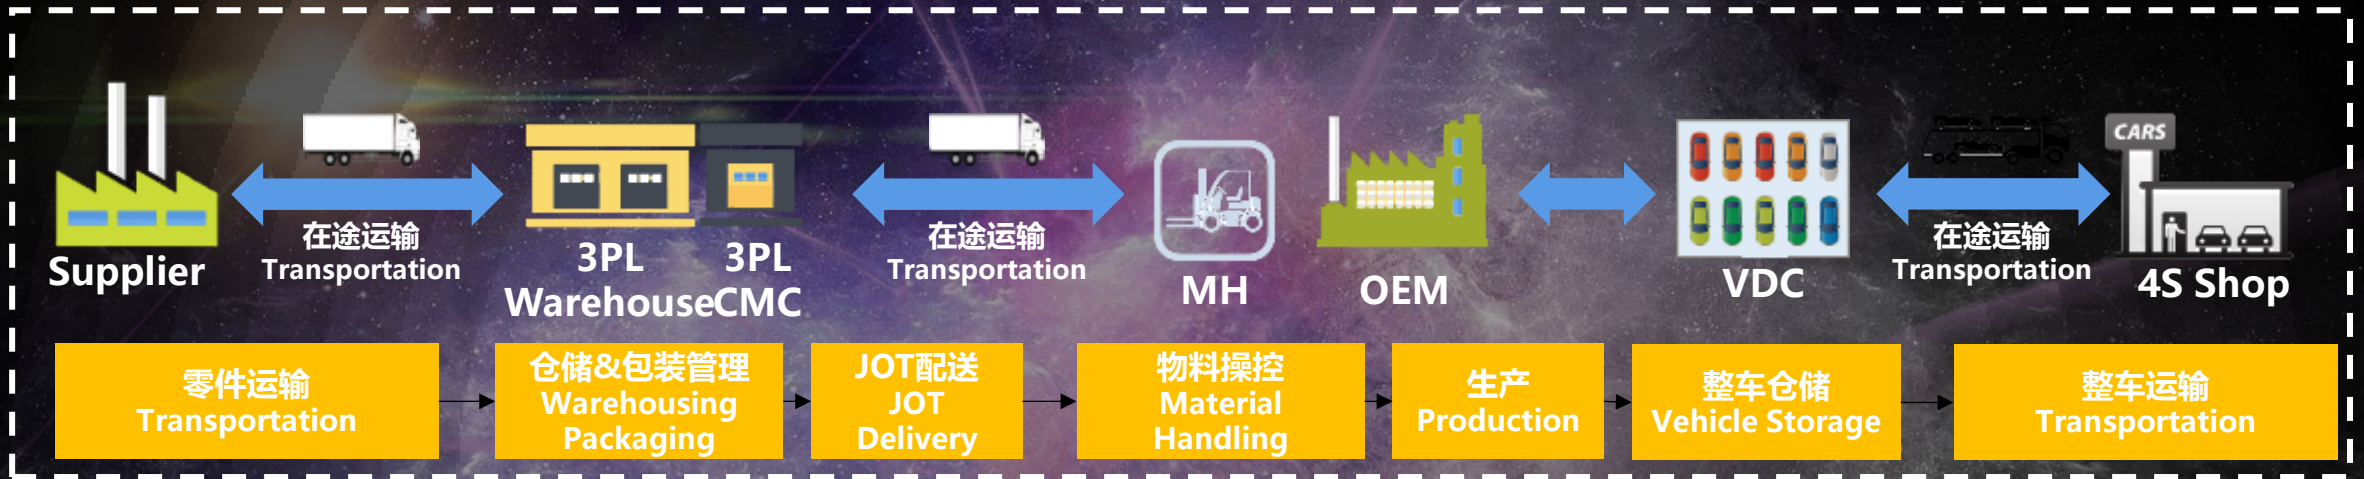 CARS
Supplier
在途运输
Transportation
3PL
Warehouse
3PL
CMC
在途运输
Transportation
MH
OEM
VDC
在途运输
Transportation
4S Shop
零件运输
Transportation
仓储&包装管理
Warehousing
Packaging
JOT配送
JOT
Delivery
物料操控
Material
Handling
生产
Production
整车仓储
Vehicle Storage
整车运输
Transportation